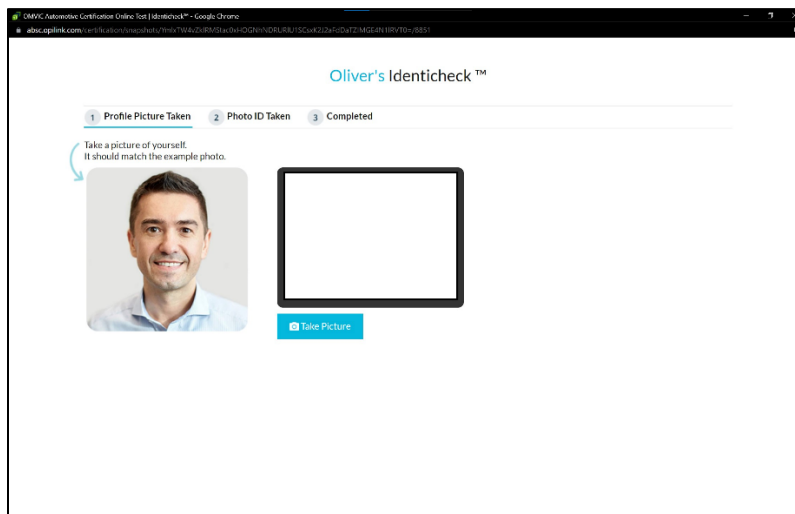 OMVIC Automotive Certification Online Test | Identicheck™ - Google Chrome
Oliver's Identicheck ™
1 Profile Picture Taken 2 Photo ID Taken 3 Completed
Take a picture of yourself.
It should match the example photo.
Take Picture